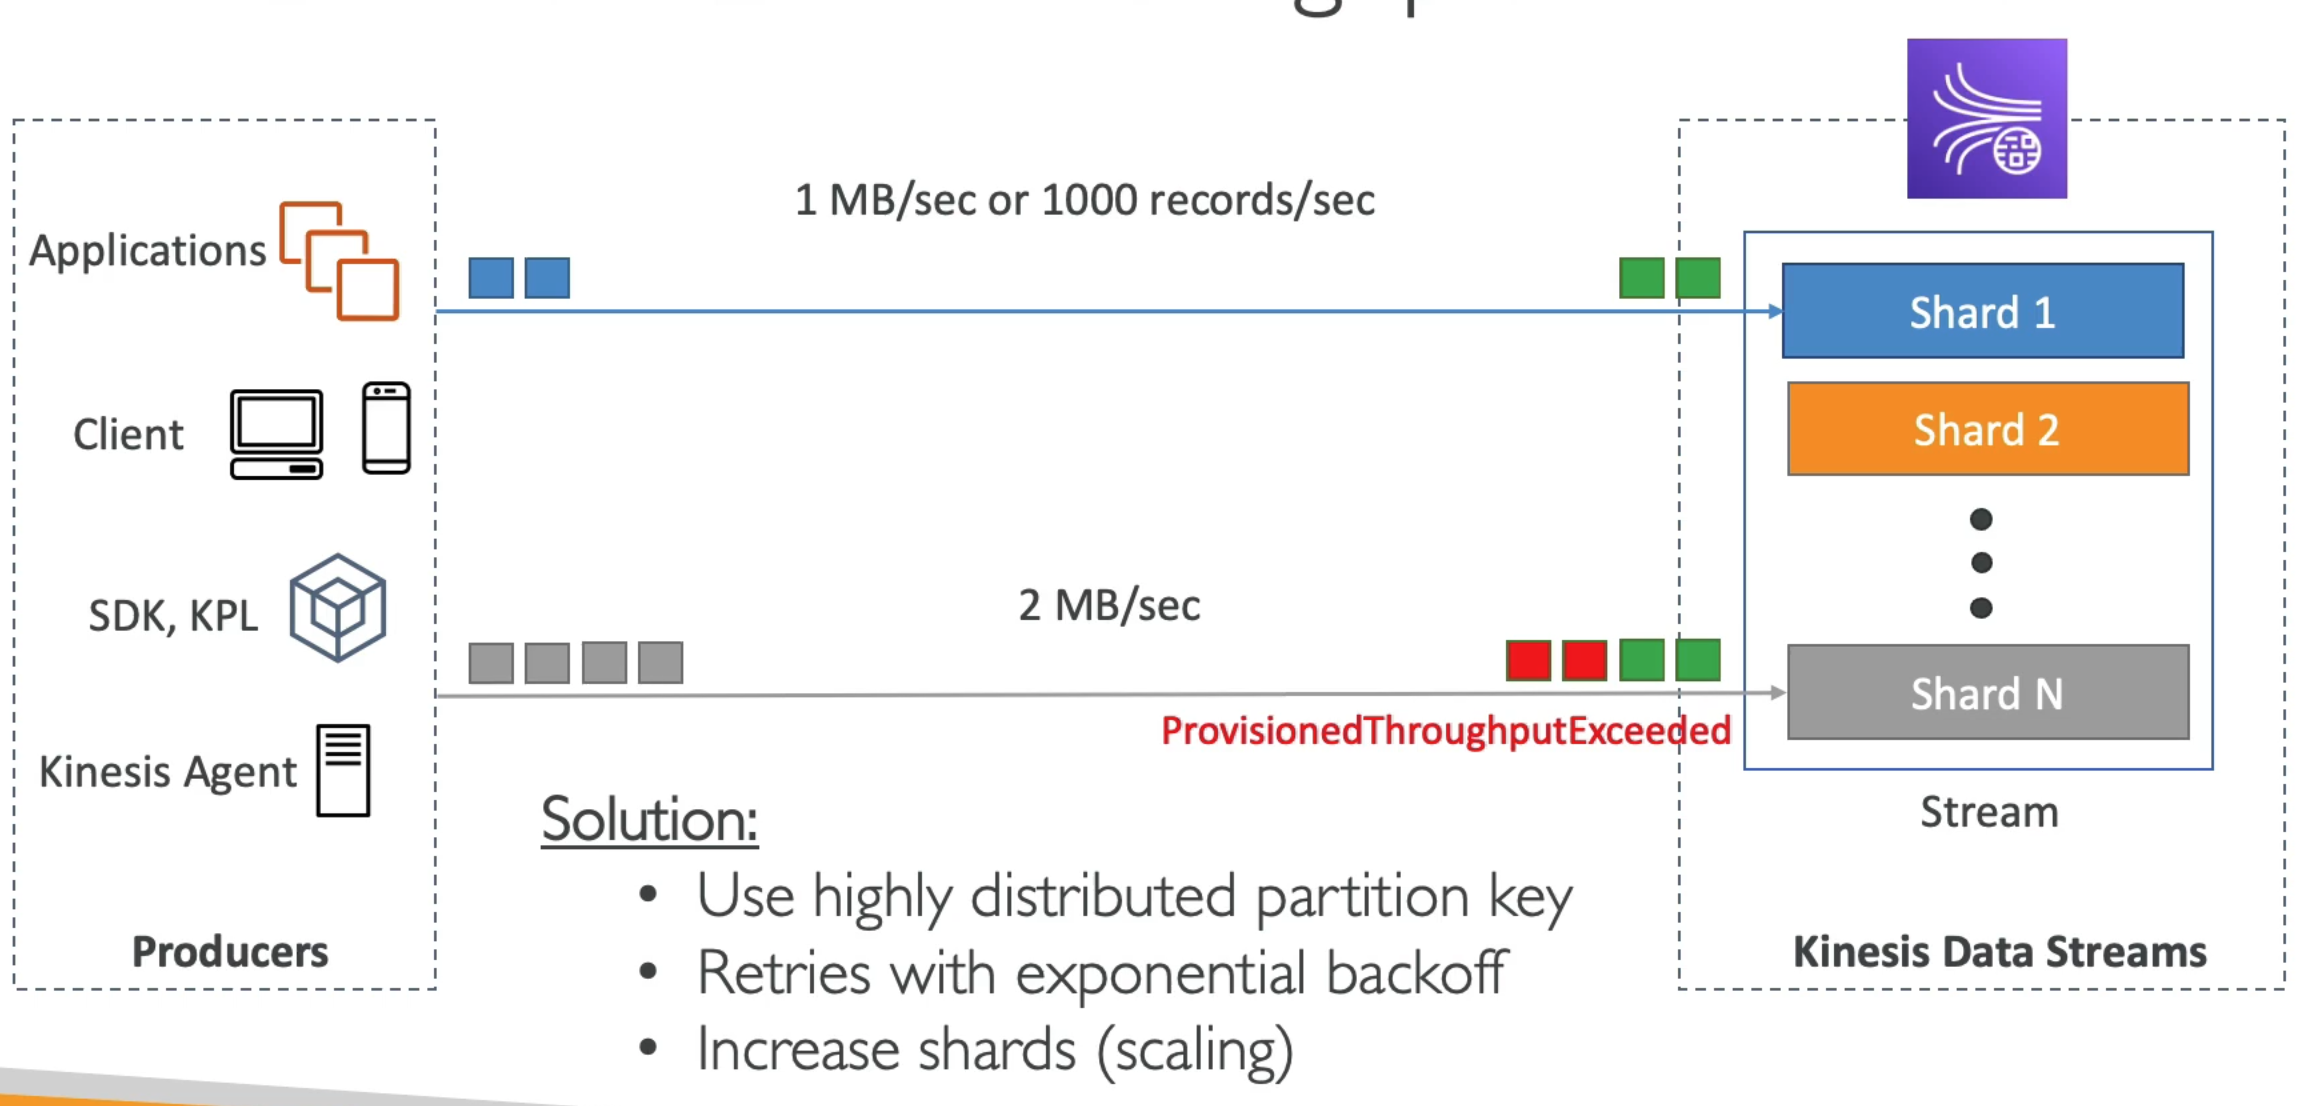 1 MB/sec or 1000 records/sec
Applications
Shard 1
Client
Shard 2
SDK, KPL
2 MB/sec
Shard N
ProvisionedThroughputExceeded
Kinesis Agent
Stream
Solution:
• Use highly distributed partition key
• Retries with exponential backoff
• Increase shards (scaling)
Producers
Kinesis Data Streams